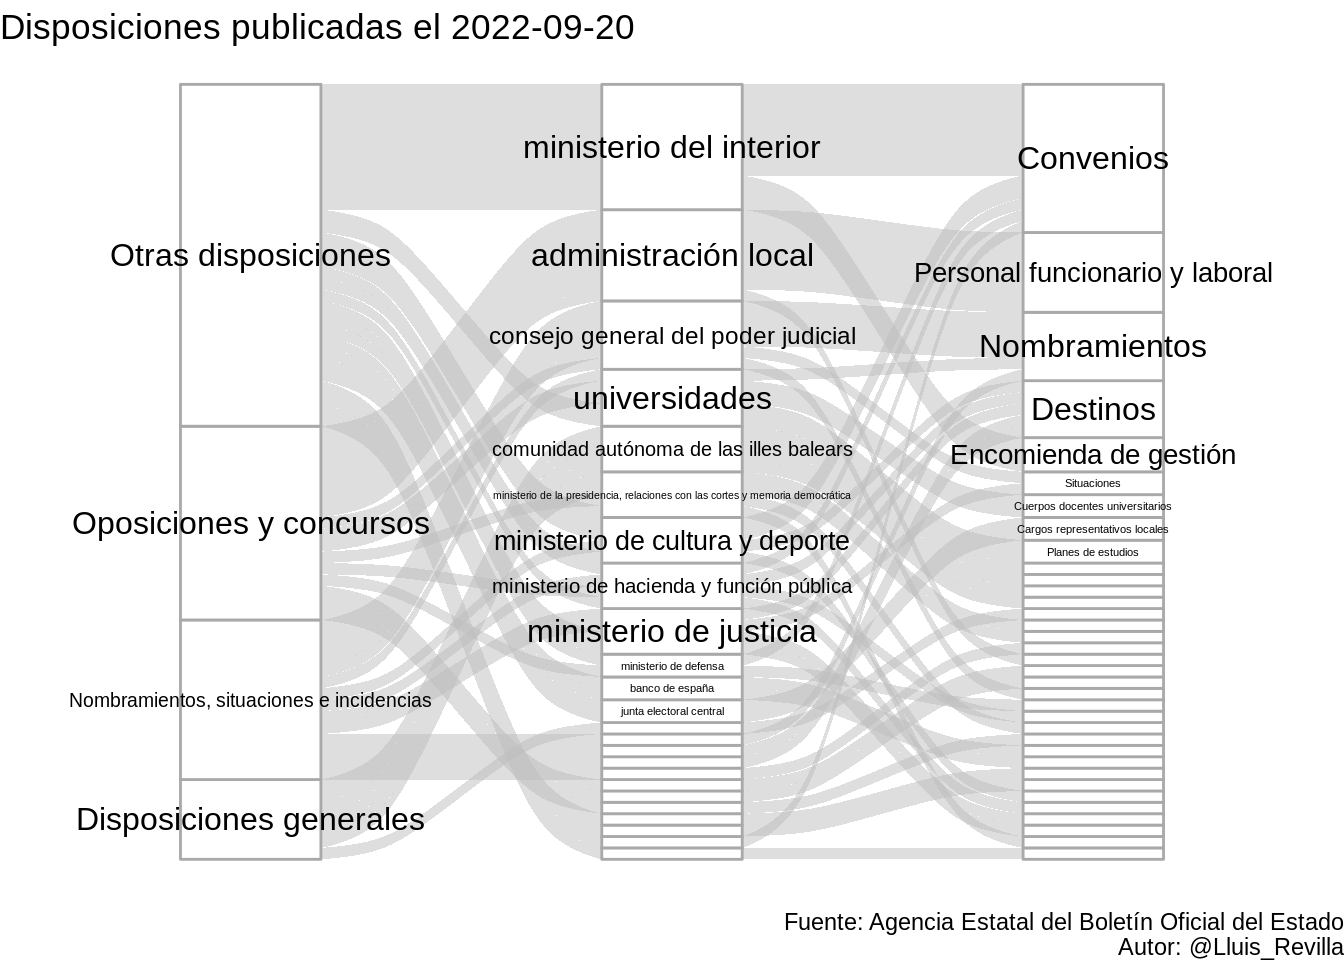 Disposiciones publicadas el 2022-09-20
Otras disposiciones
Oposiciones y concursos
Nombramientos, situaciones e incidencias
Disposiciones generales
ministerio del interior
administración local
consejo general del poder judicial
universidades
comunidad autónoma de las illes balears
ministerio de la presidencia, relaciones con las cortes y memoria democrática
ministerio de cultura y deporte
ministerio de hacienda y función pública
ministerio de justicia
ministerio de defensa
banco de españa
junta electoral central
Convenios
Personal funcionario y laboral
Nombramientos
Destinos
Encomienda de gestión
Situaciones
Cuerpos docentes universitarios
Cargos representativos locales
Planes de estudios
Fuente: Agencia Estatal del Boletín Oficial del Estado
Autor: @Lluis_Revilla